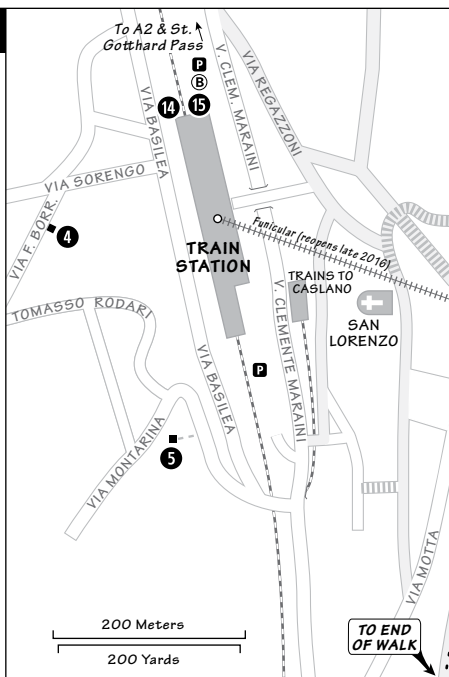 To A2 & St.
Gotthard Pass
P
B
14
15
V. CLEM. MARAINI
VIA REGAZZONI
VIA BASILEA
VIA SORENGO
VIA F. BORR.
4
Funicular (reopens late 2016)
TRAIN
STATION
TRAINS TO
CASLANO
SAN
LORENZO
TOMASSO RODARI
V. CLEMENTE MARAINI
VIA BASILEA
P
VIA MONTARINA
5
VIA MOTTA
200 Meters
200 Yards
TO END
OF WALK